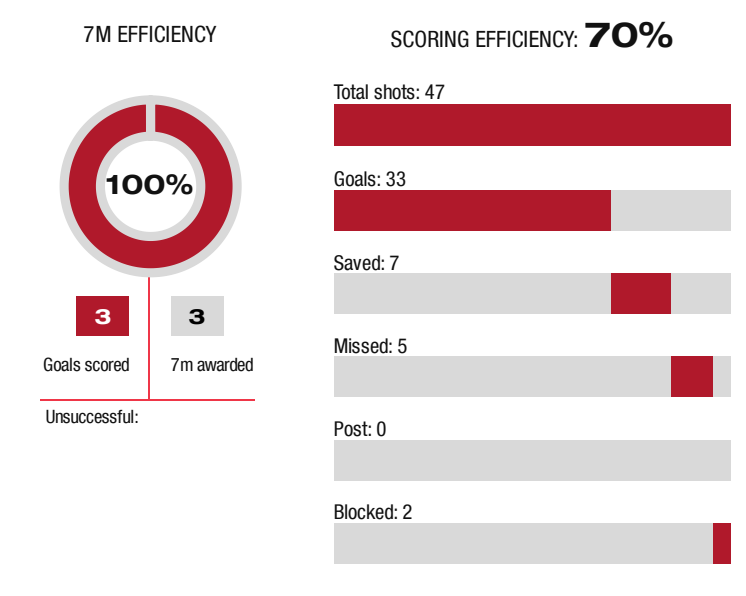 7M EFFICIENCY
100%
3
3
Goals scored
7m awarded
Unsuccessful:
SCORING EFFICIENCY: 70%
Total shots: 47
Goals: 33
Saved: 7
Missed: 5
Post: 0
Blocked: 2